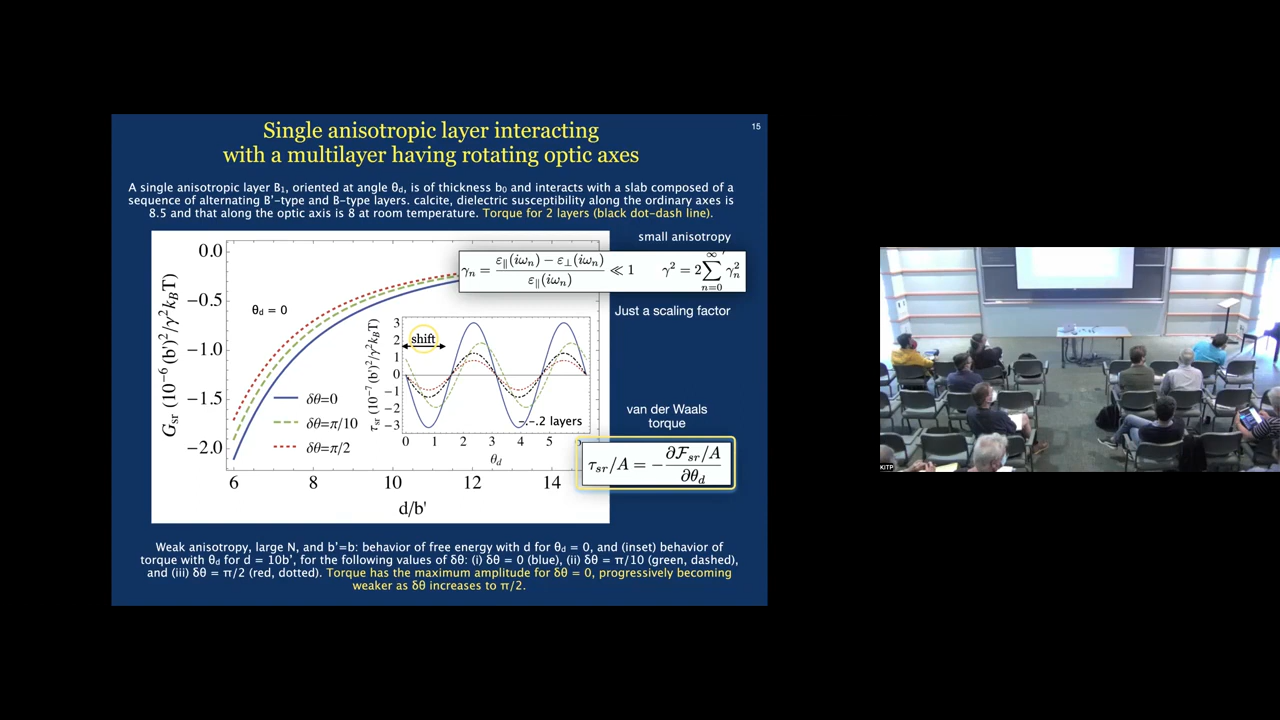 Single anisotropic layer interacting
with a multilayer having rotating optic axes
15
A single anisotropic layer B₁, oriented at angle θd, is of thickness b₀ and interacts with a slab composed of a
sequence of alternating B'-type and B-type layers. calcite, dielectric susceptibility along the ordinary axes is
8.5 and that along the optic axis is 8 at room temperature. Torque for 2 layers (black dot-dash line).
small anisotropy
γn = (ε∥(iωn) − ε⊥(iωn)) / ε∥(iωn) ≪ 1 γ² = 2 ∑ n=0 ∞ γn²
Just a scaling factor
Gsr (10⁻⁶ (b')²/γ²kBT)
0.0
−0.5
−1.0
−1.5
−2.0
θd = 0
δθ=0
δθ=π/10
δθ=π/2
6 8 10 12 14
d/b'
τsr (10⁻⁷ (b')²/γ²kBT)
3
2
1
0
−1
−2
−3
shift
-.-.2 layers
0 1 2 3 4 5
θd
van der Waals
torque
τsr/A = − ∂Fsr/A / ∂θd
Weak anisotropy, large N, and b'=b: behavior of free energy with d for θd = 0, and (inset) behavior of
torque with θd for d = 10b', for the following values of δθ: (i) δθ = 0 (blue), (ii) δθ = π/10 (green, dashed),
and (iii) δθ = π/2 (red, dotted). Torque has the maximum amplitude for δθ = 0, progressively becoming
weaker as δθ increases to π/2.
KITP